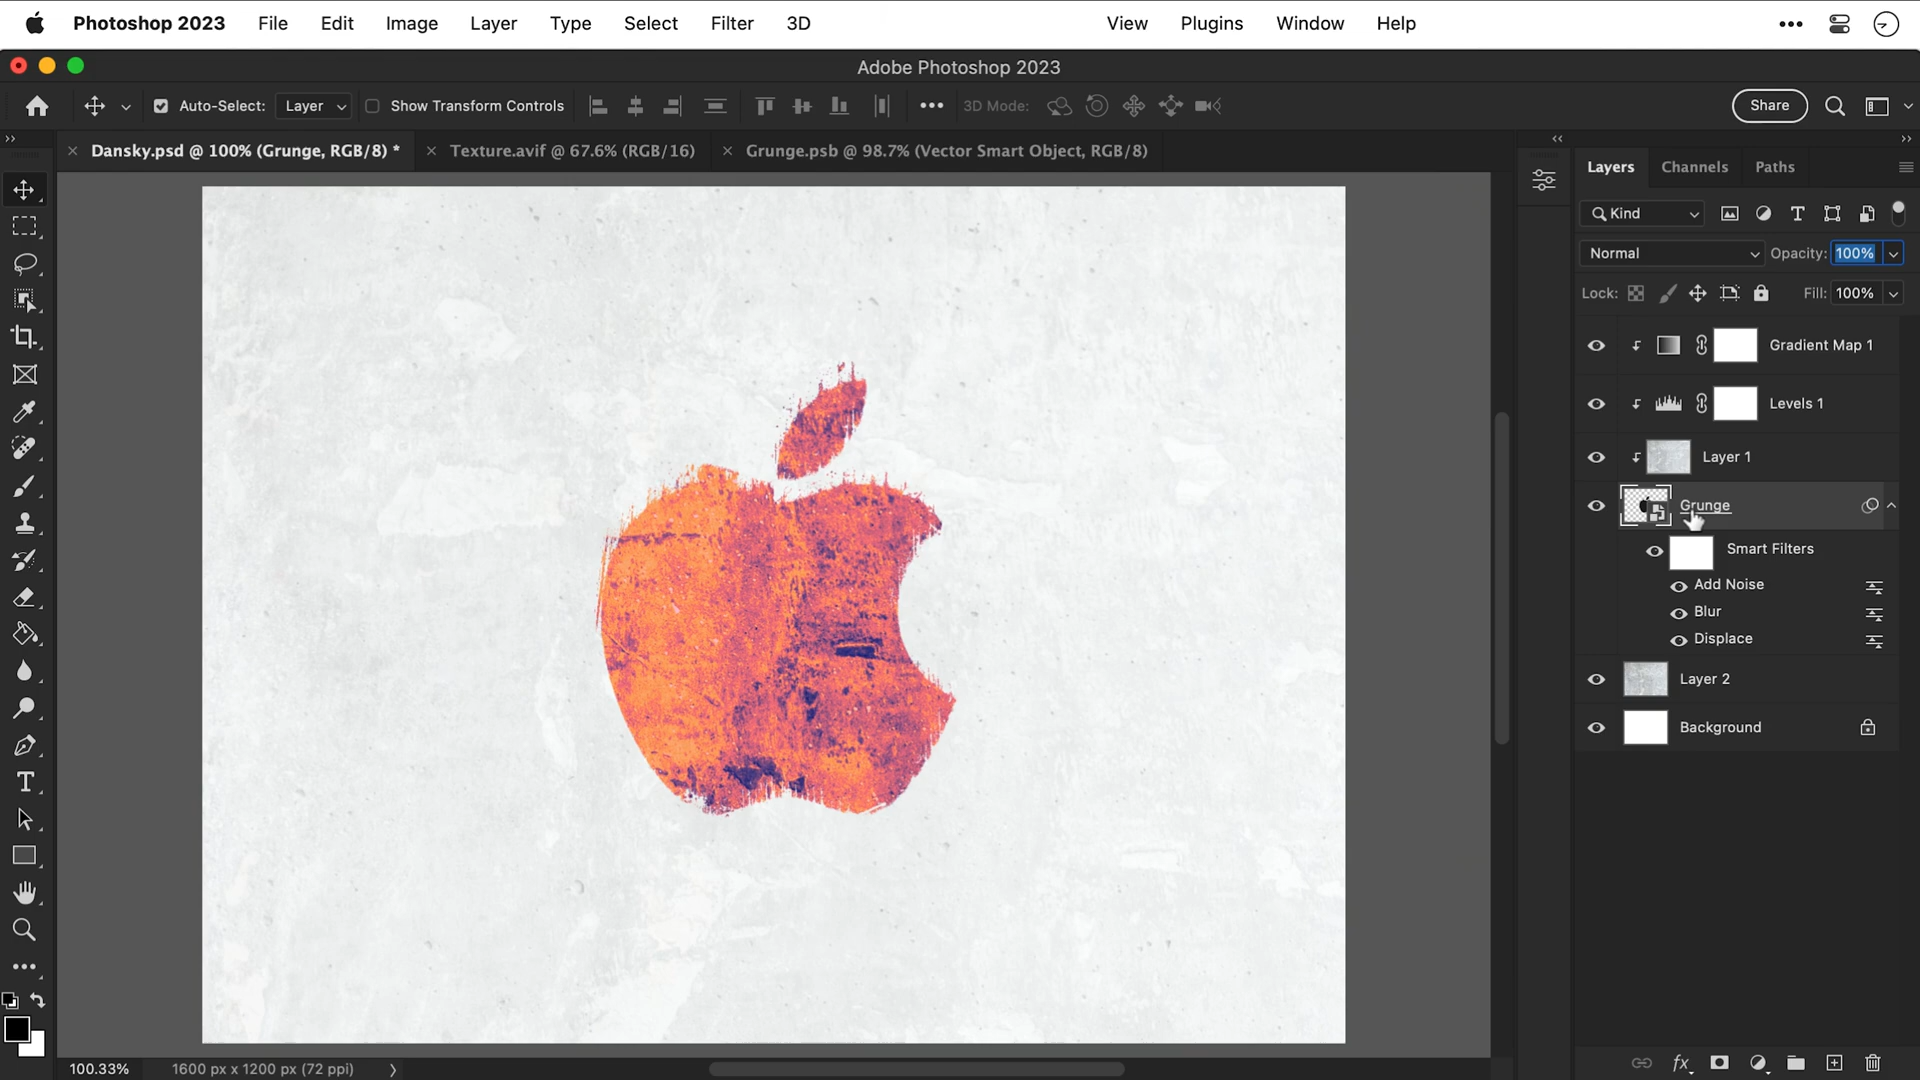 Photoshop 2023 File Edit Image Layer Type Select Filter 3D View Plugins Window Help
Adobe Photoshop 2023
Auto-Select: Layer Show Transform Controls 3D Mode: Share
Dansky.psd @ 100% (Grunge, RGB/8) * Texture.avif @ 67.6% (RGB/16) Grunge.psb @ 98.7% (Vector Smart Object, RGB/8)
Layers Channels Paths
Kind
Normal Opacity: 100%
Lock: Fill: 100%
Gradient Map 1
Levels 1
Layer 1
Grunge
Smart Filters
Add Noise
Blur
Displace
Layer 2
Background
100.33% 1600 px x 1200 px (72 ppi)
fx